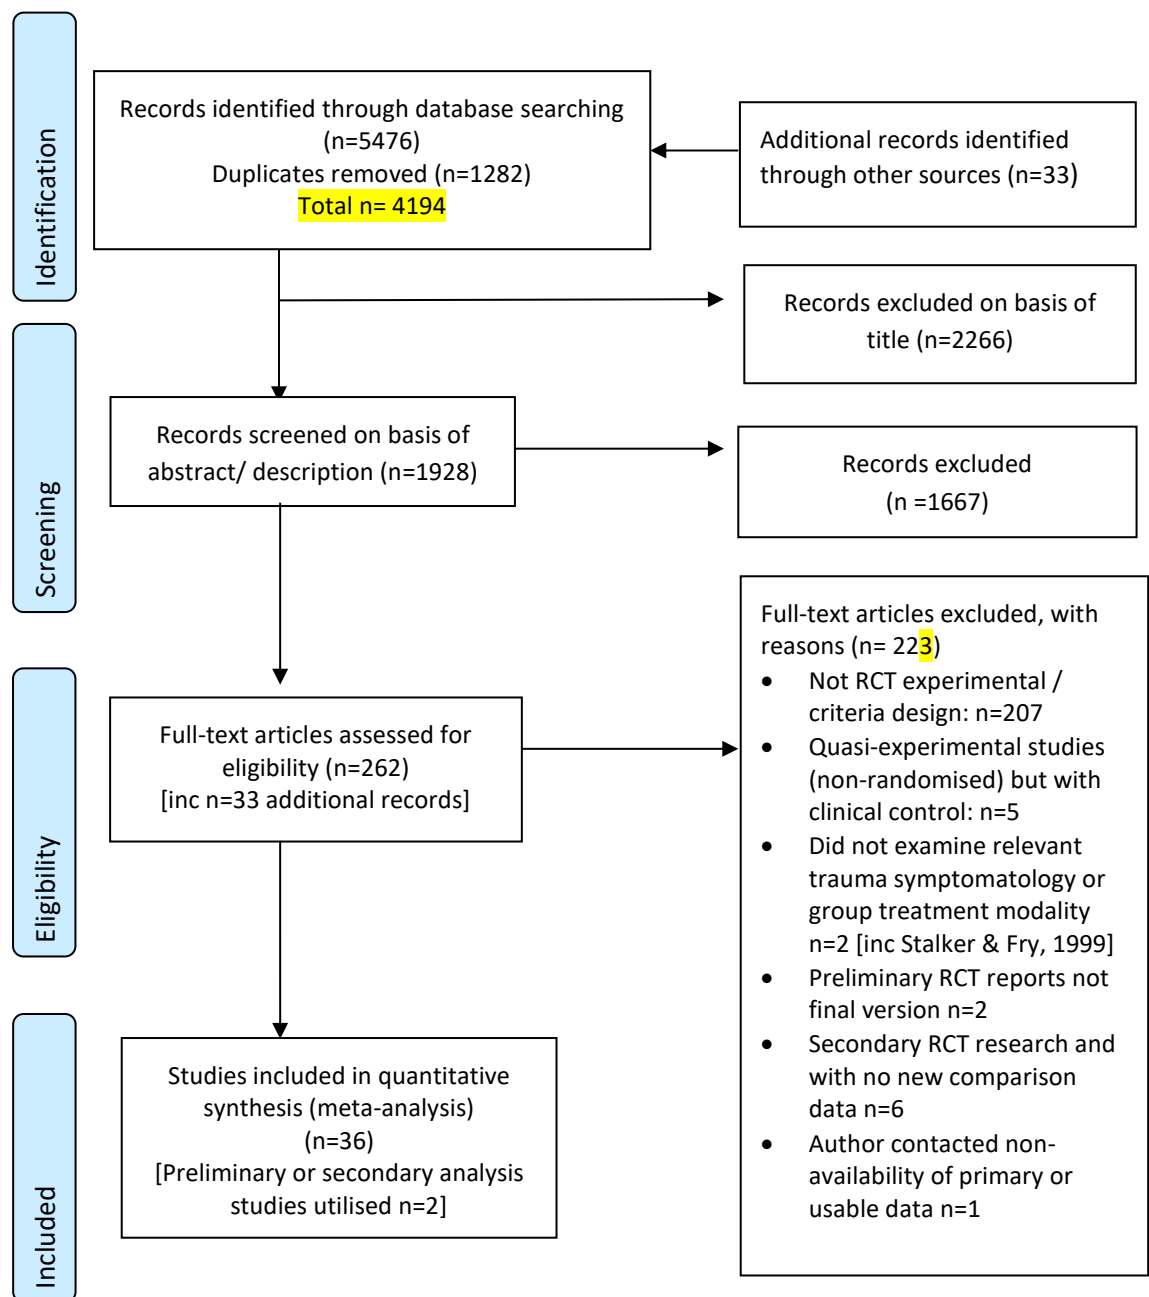 Identification
Records identified through database searching
(n=5476)
Duplicates removed (n=1282)
Total n= 4194
Additional records identified
through other sources (n=33)
Records excluded on basis of
title (n=2266)
Screening
Records screened on basis of
abstract/ description (n=1928)
Records excluded
(n =1667)
Eligibility
Full-text articles assessed for
eligibility (n=262)
[inc n=33 additional records]
Full-text articles excluded, with
reasons (n= 223)
• Not RCT experimental /
criteria design: n=207
• Quasi-experimental studies
(non-randomised) but with
clinical control: n=5
• Did not examine relevant
trauma symptomatology or
group treatment modality
n=2 [inc Stalker & Fry, 1999]
• Preliminary RCT reports not
final version n=2
• Secondary RCT research and
with no new comparison
data n=6
• Author contacted non-
availability of primary or
usable data n=1
Included
Studies included in quantitative
synthesis (meta-analysis)
(n=36)
[Preliminary or secondary analysis
studies utilised n=2]